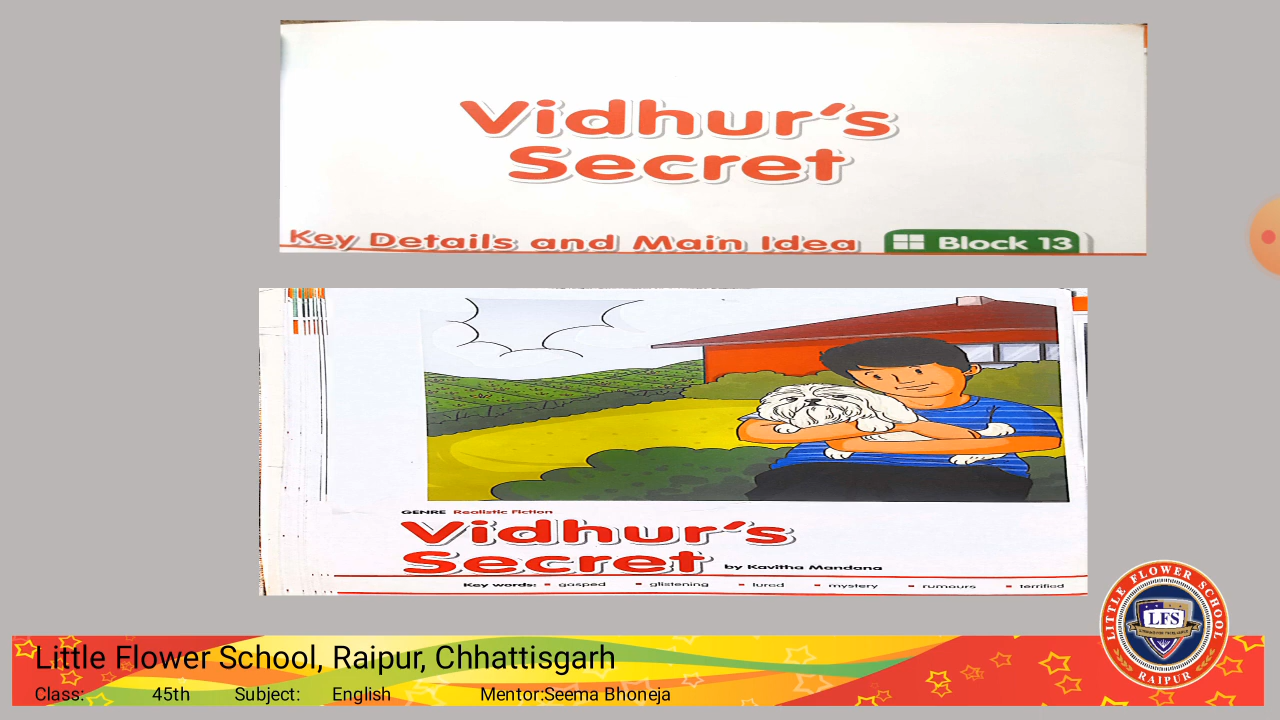 Vidhur's
Secret
Key Details and Main Idea
Block 13
GENRE Realistic Fiction
Vidhur's
Secret by Kavitha Mandana
Key words: gasped glistening lured mystery rumours terrified
Little Flower School, Raipur, Chhattisgarh
Class: 45th Subject: English Mentor:Seema Bhoneja
LITTLE FLOWER SCHOOL
LFS
RAIPUR